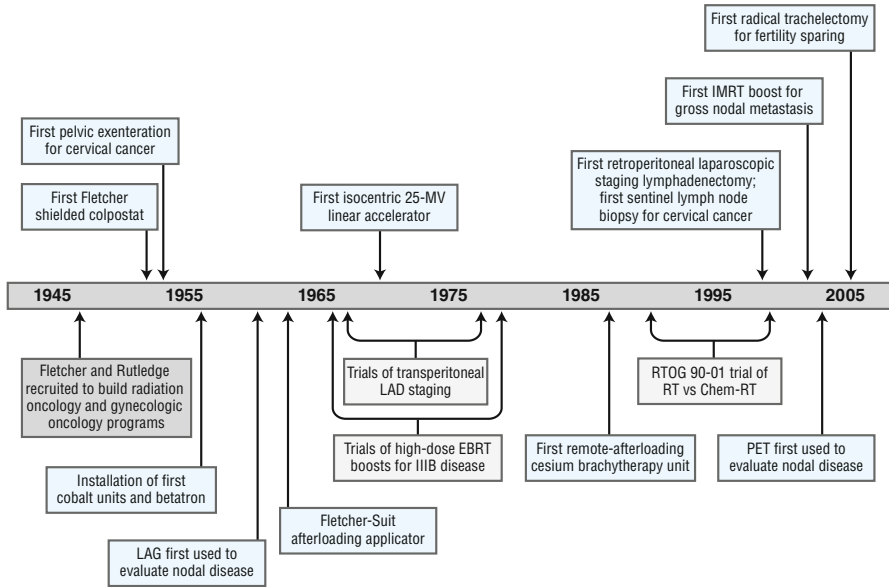 First radical trachelectomy
for fertility sparing
First IMRT boost for
gross nodal metastasis
First pelvic exenteration
for cervical cancer
First Fletcher
shielded colpostat
First isocentric 25-MV
linear accelerator
First retroperitoneal laparoscopic
staging lymphadenectomy;
first sentinel lymph node
biopsy for cervical cancer
1945 1955 1965 1975 1985 1995 2005
Fletcher and Rutledge
recruited to build radiation
oncology and gynecologic
oncology programs
Trials of transperitoneal
LAD staging
RTOG 90-01 trial of
RT vs Chem-RT
Trials of high-dose EBRT
boosts for IIIB disease
First remote-afterloading
cesium brachytherapy unit
PET first used to
evaluate nodal disease
Installation of first
cobalt units and betatron
Fletcher-Suit
afterloading applicator
LAG first used to
evaluate nodal disease